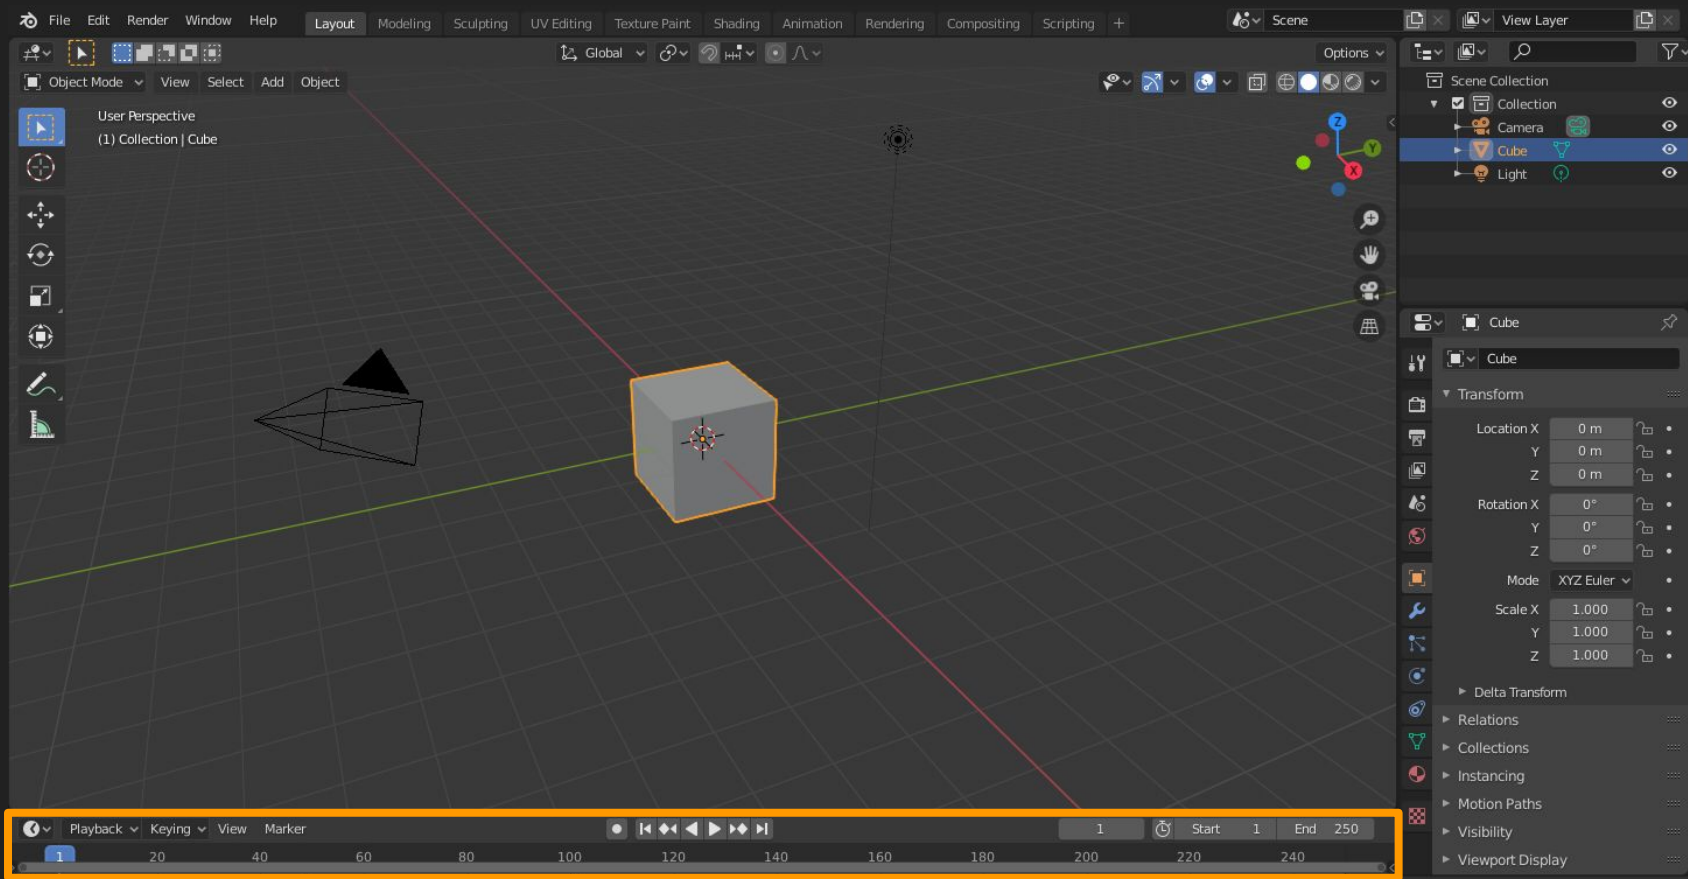 File Edit Render Window Help Layout Modeling Sculpting UV Editing Texture Paint Shading Animation Rendering Compositing Scripting + Scene View Layer
Global Options
Object Mode View Select Add Object
User Perspective
(1) Collection | Cube
Z
Y
X
Scene Collection
Collection
Camera
Cube
Light
Cube
Cube
Transform
Location X 0 m
Y 0 m
Z 0 m
Rotation X 0°
Y 0°
Z 0°
Mode XYZ Euler
Scale X 1.000
Y 1.000
Z 1.000
Delta Transform
Relations
Collections
Instancing
Motion Paths
Visibility
Viewport Display
Playback Keying View Marker 1 Start 1 End 250
1 20 40 60 80 100 120 140 160 180 200 220 240